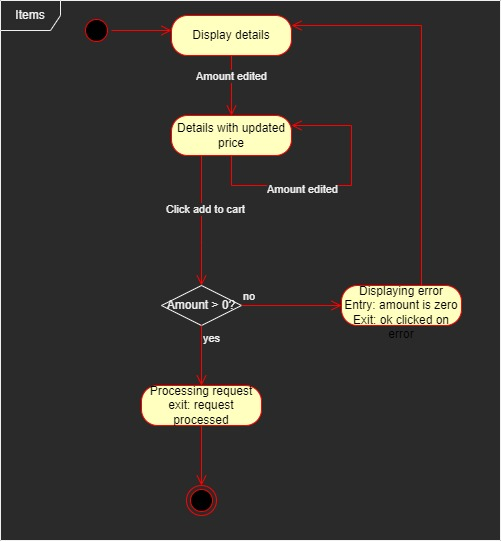 Items
Display details
Amount edited
Details with updated
price
Amount edited
Click add to cart
Amount > 0?
no
Displaying error
Entry: amount is zero
Exit: ok clicked on
error
yes
Processing request
exit: request
processed